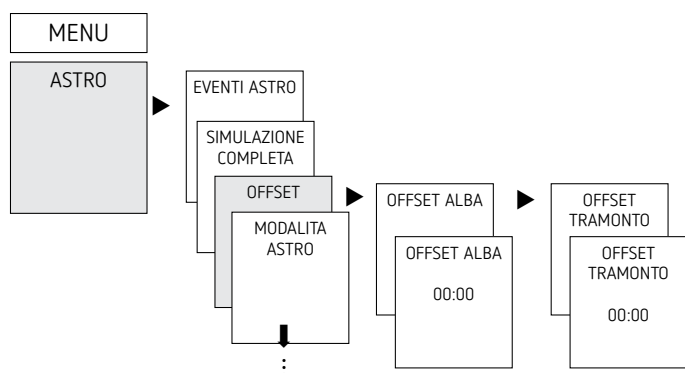 MENU
ASTRO
EVENTI ASTRO
SIMULAZIONE
COMPLETA
OFFSET
MODALITA
ASTRO
:
OFFSET ALBA
OFFSET ALBA
00:00
OFFSET
TRAMONTO
OFFSET
TRAMONTO
00:00